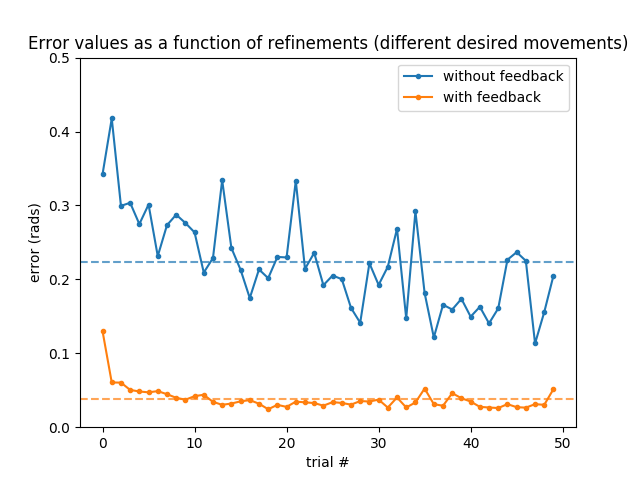 Error values as a function of refinements (different desired movements)
without feedback
with feedback
error (rads)
0.5
0.4
0.3
0.2
0.1
0.0
0 10 20 30 40 50
trial #